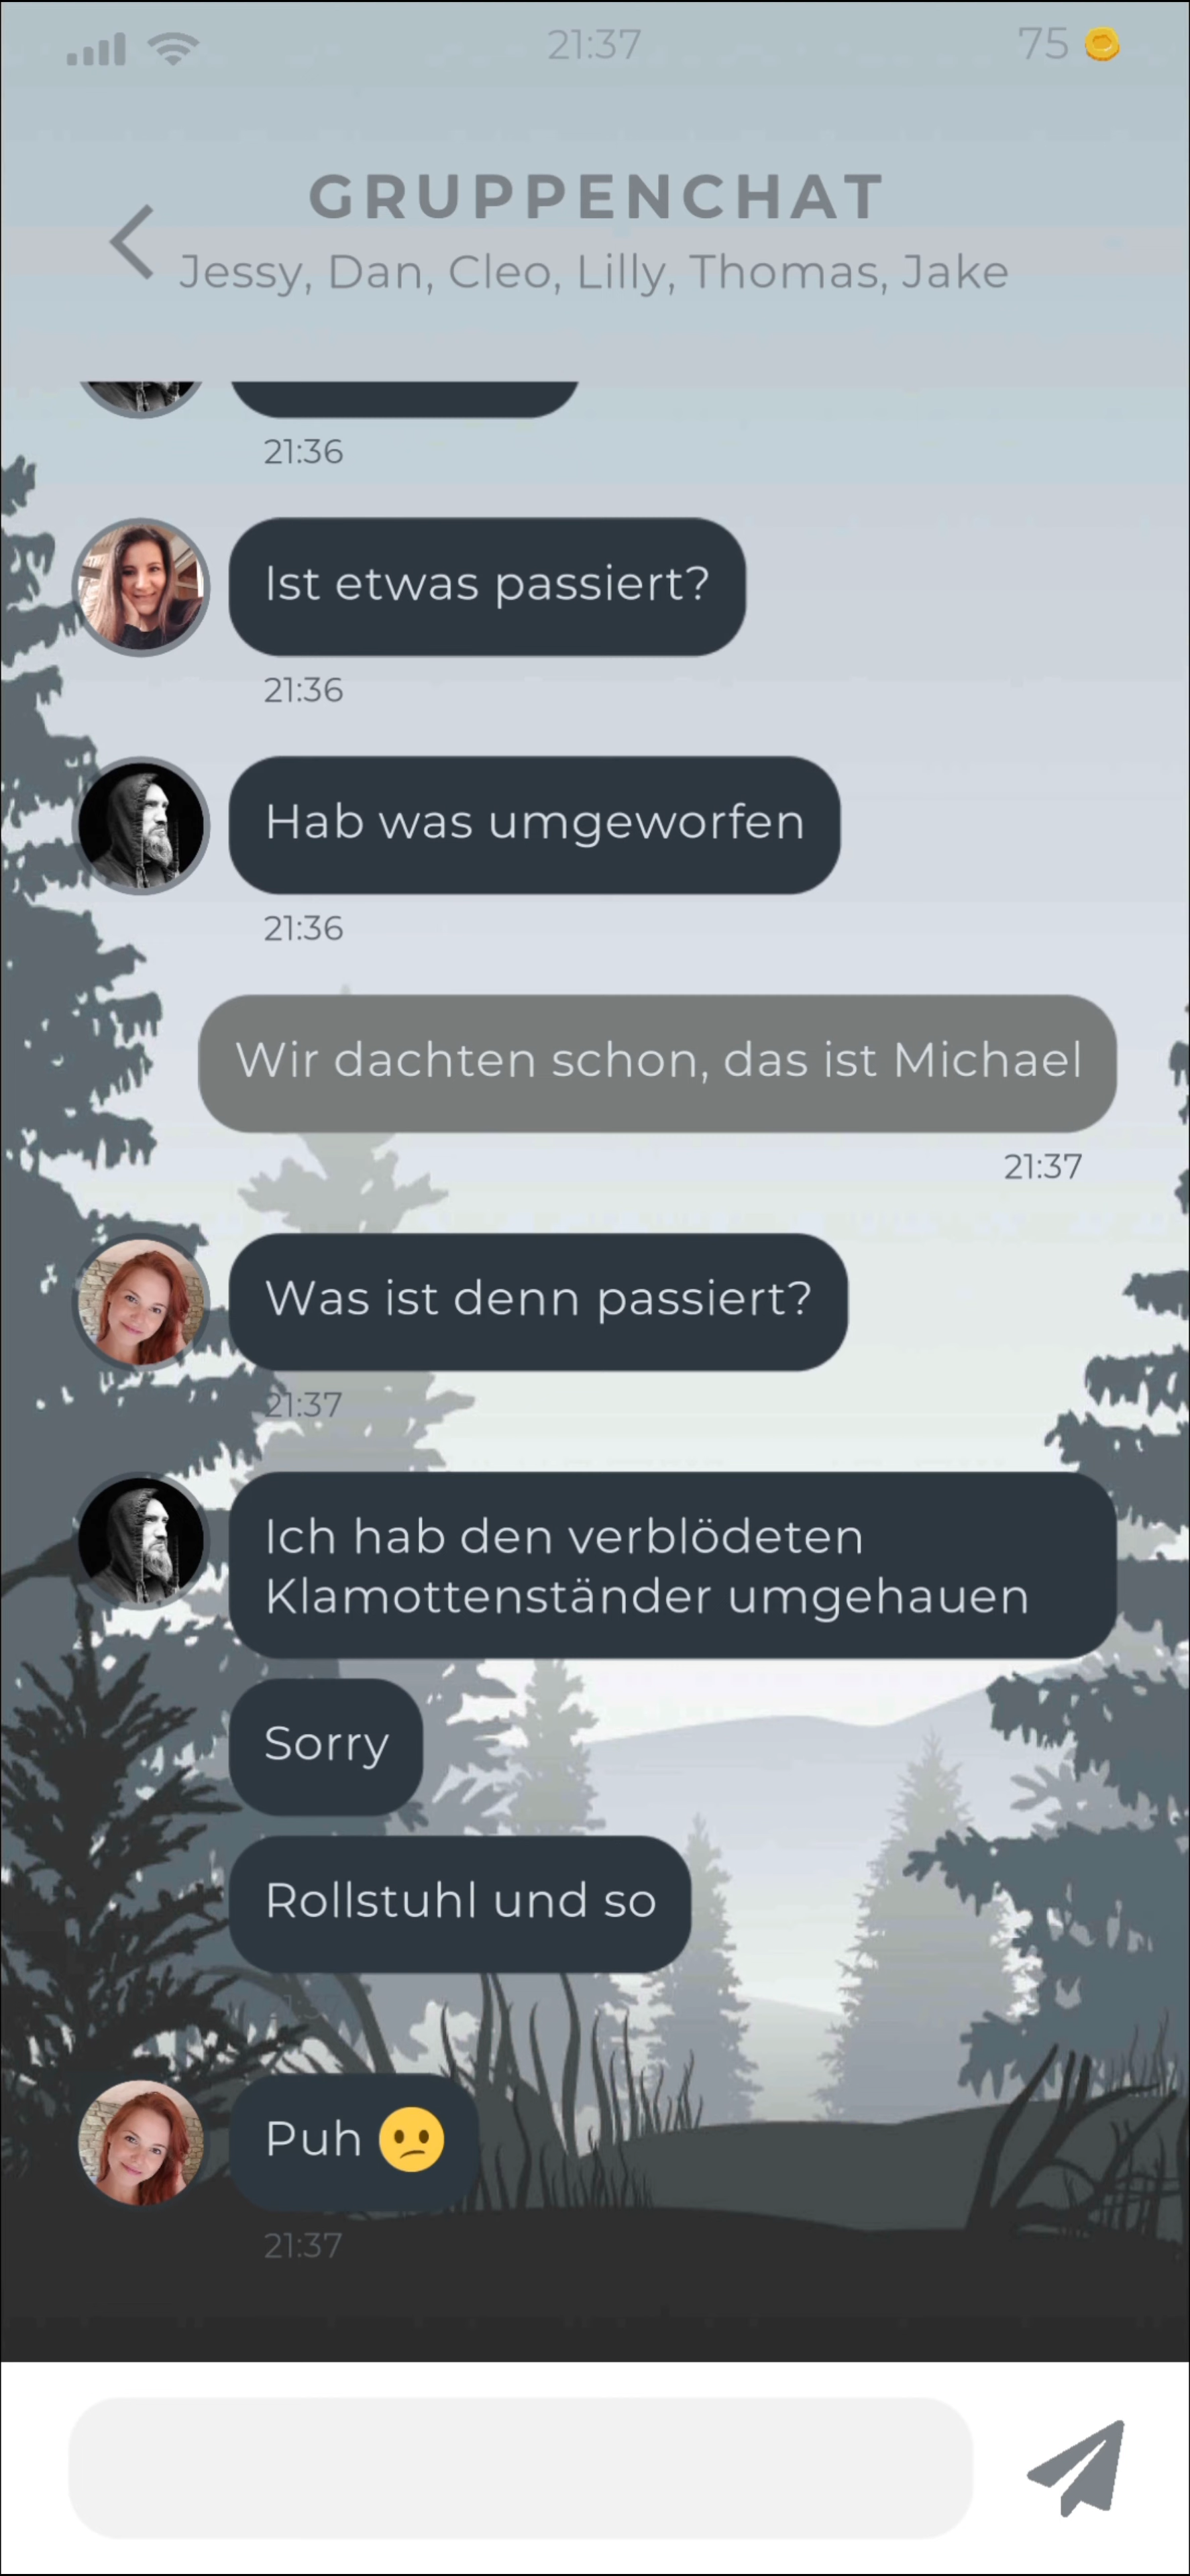 21:37
75
GRUPPENCHAT
Jessy, Dan, Cleo, Lilly, Thomas, Jake
21:36
Ist etwas passiert?
21:36
Hab was umgeworfen
21:36
Wir dachten schon, das ist Michael
21:37
Was ist denn passiert?
21:37
Ich hab den verblödeten
Klamottenständer umgehauen
Sorry
Rollstuhl und so
Puh 😕
21:37